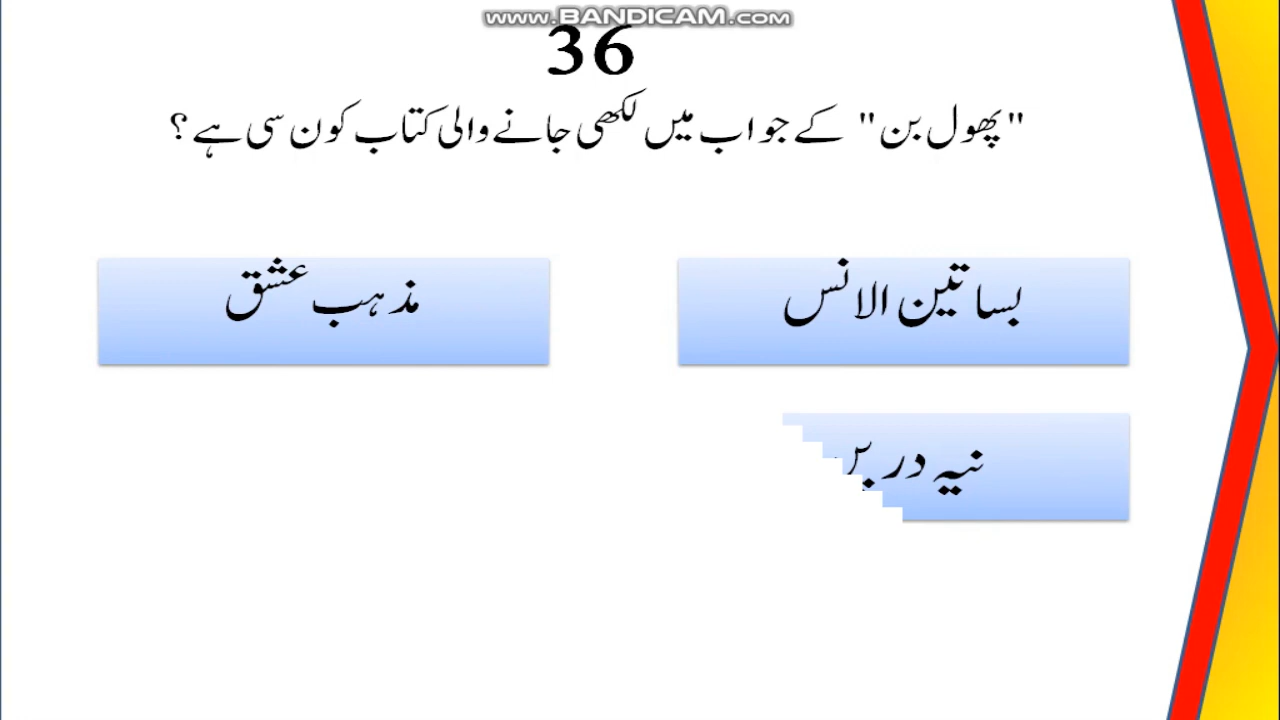 www.BANDICAM.com
36
"پھول بن" کے جواب میں لکھی جانے والی کتاب کون سی ہے ؟
بساتین الانس
مذہب عشق